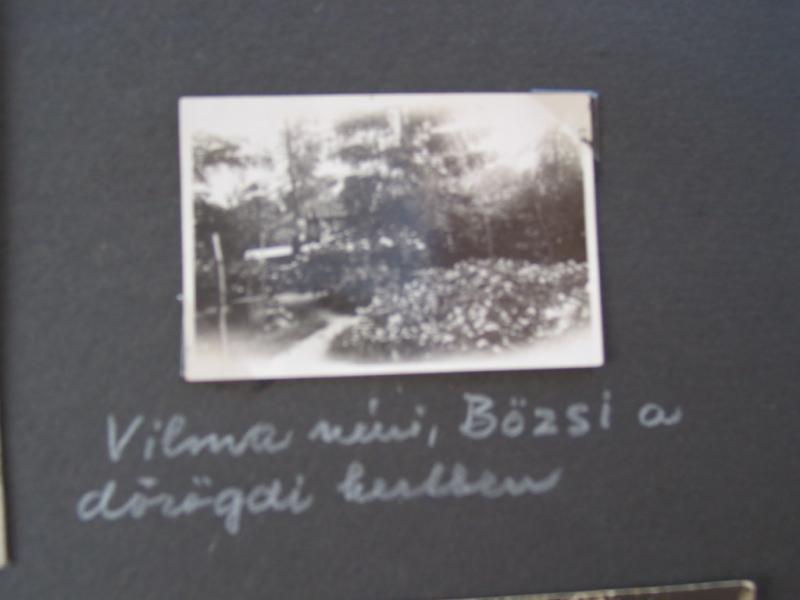 Vilma néni, Bözsi a
dörögdi kertben